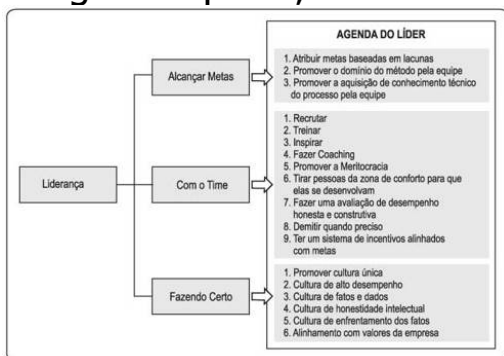 AGENDA DO LÍDER
Alcançar Metas
1. Atribuir metas baseadas em lacunas
2. Promover o domínio do método pela equipe
3. Promover a aquisição de conhecimento técnico
do processo pela equipe
Liderança
Com o Time
1. Recrutar
2. Treinar
3. Inspirar
4. Fazer Coaching
5. Promover a Meritocracia
6. Tirar pessoas da zona de conforto para que
elas se desenvolvam
7. Fazer uma avaliação de desempenho
honesta e construtiva
8. Demitir quando preciso
9. Ter um sistema de incentivos alinhados
com metas
Fazendo Certo
1. Promover cultura única
2. Cultura de alto desempenho
3. Cultura de fatos e dados
4. Cultura de honestidade intelectual
5. Cultura de enfrentamento dos fatos
6. Alinhamento com valores da empresa